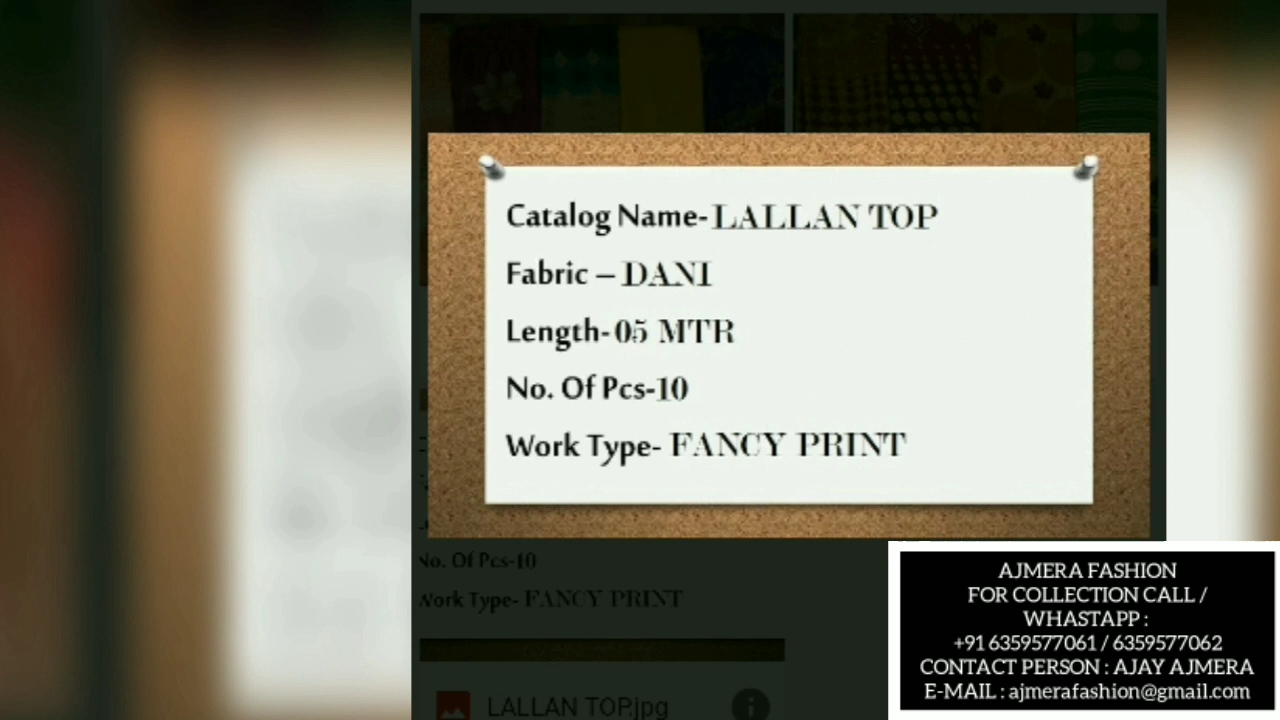 Catalog Name- LALLAN TOP
Fabric – DANI
Length- 05 MTR
No. Of Pcs-10
Work Type- FANCY PRINT
No. Of Pcs-10
Work Type- FANCY PRINT
LALLAN TOP.jpg
AJMERA FASHION
FOR COLLECTION CALL /
WHASTAPP :
+91 6359577061 / 6359577062
CONTACT PERSON : AJAY AJMERA
E-MAIL : ajmerafashion@gmail.com